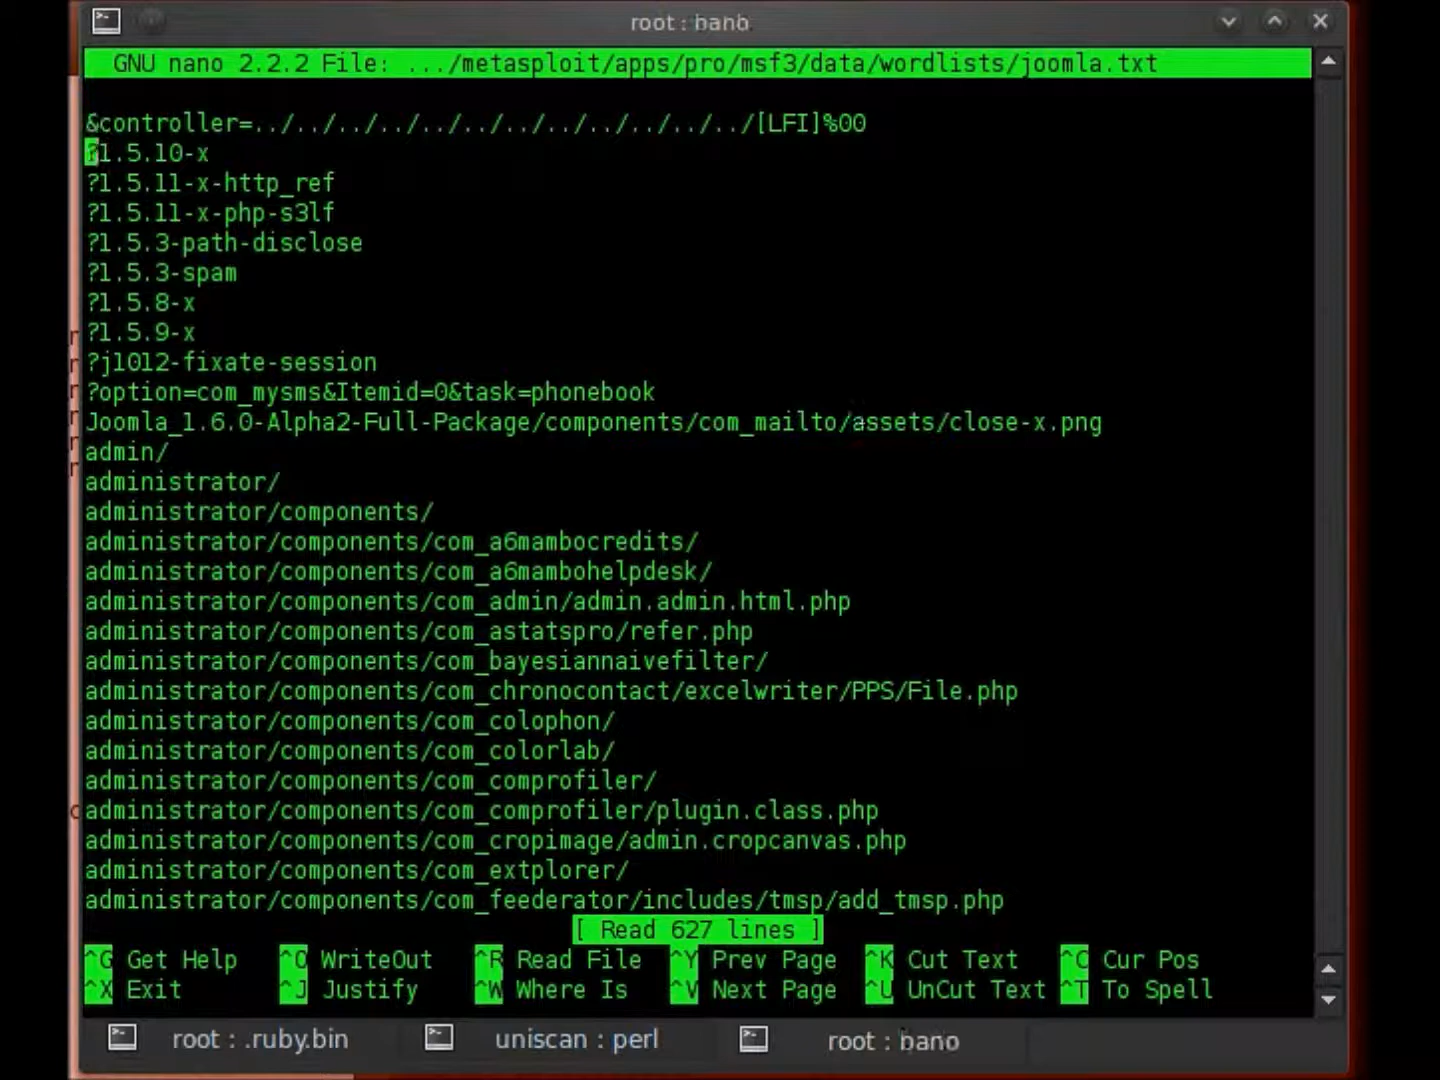 root : bano
GNU nano 2.2.2 File: .../metasploit/apps/pro/msf3/data/wordlists/joomla.txt
&controller=../../../../../../../../../../../../[LFI]%00
?1.5.10-x
?1.5.11-x-http_ref
?1.5.11-x-php-s3lf
?1.5.3-path-disclose
?1.5.3-spam
?1.5.8-x
?1.5.9-x
?j1012-fixate-session
?option=com_mysms&Itemid=0&task=phonebook
Joomla_1.6.0-Alpha2-Full-Package/components/com_mailto/assets/close-x.png
admin/
administrator/
administrator/components/
administrator/components/com_a6mambocredits/
administrator/components/com_a6mambohelpdesk/
administrator/components/com_admin/admin.admin.html.php
administrator/components/com_astatspro/refer.php
administrator/components/com_bayesiannaivefilter/
administrator/components/com_chronocontact/excelwriter/PPS/File.php
administrator/components/com_colophon/
administrator/components/com_colorlab/
administrator/components/com_comprofiler/
administrator/components/com_comprofiler/plugin.class.php
administrator/components/com_cropimage/admin.cropcanvas.php
administrator/components/com_extplorer/
administrator/components/com_feederator/includes/tmsp/add_tmsp.php
[ Read 627 lines ]
^G Get Help ^O WriteOut ^R Read File ^Y Prev Page ^K Cut Text ^C Cur Pos
^X Exit ^J Justify ^W Where Is ^V Next Page ^U UnCut Text ^T To Spell
root : .ruby.bin uniscan : perl root : bano